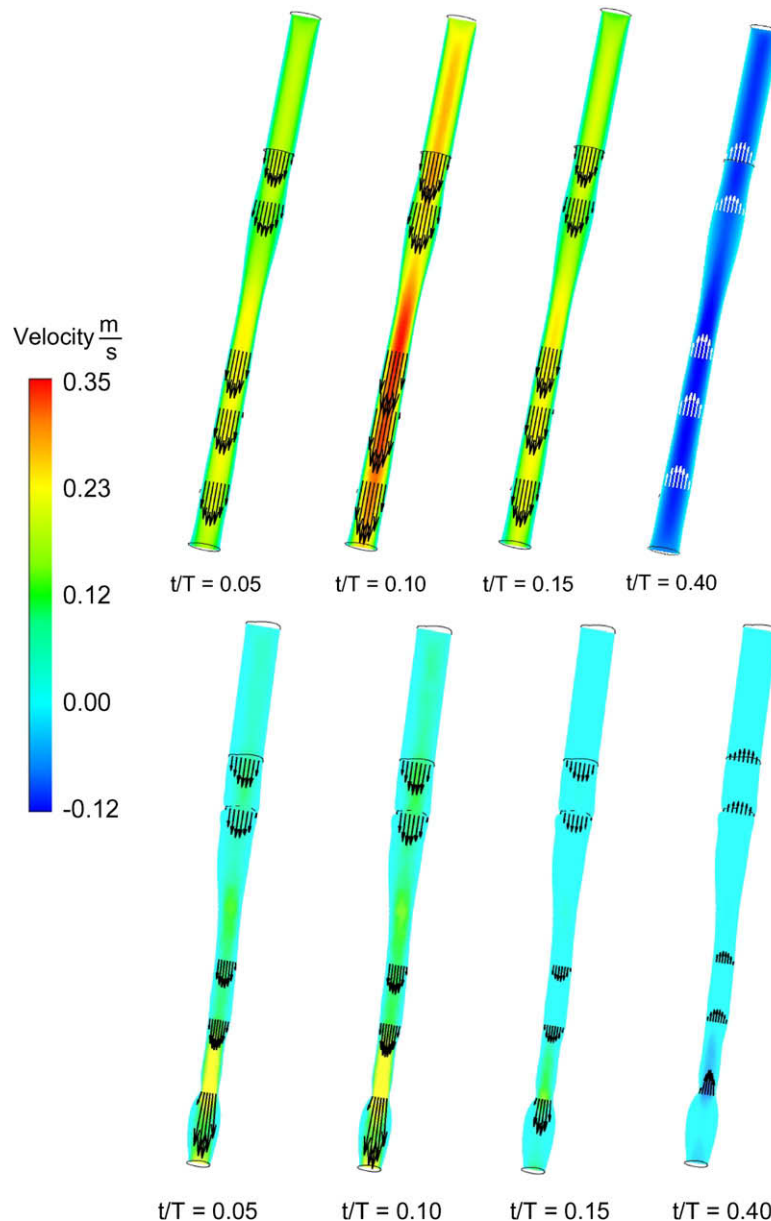 Velocity m
s
0.35
0.23
0.12
0.00
-0.12
t/T = 0.05
t/T = 0.10
t/T = 0.15
t/T = 0.40
t/T = 0.05
t/T = 0.10
t/T = 0.15
t/T = 0.40